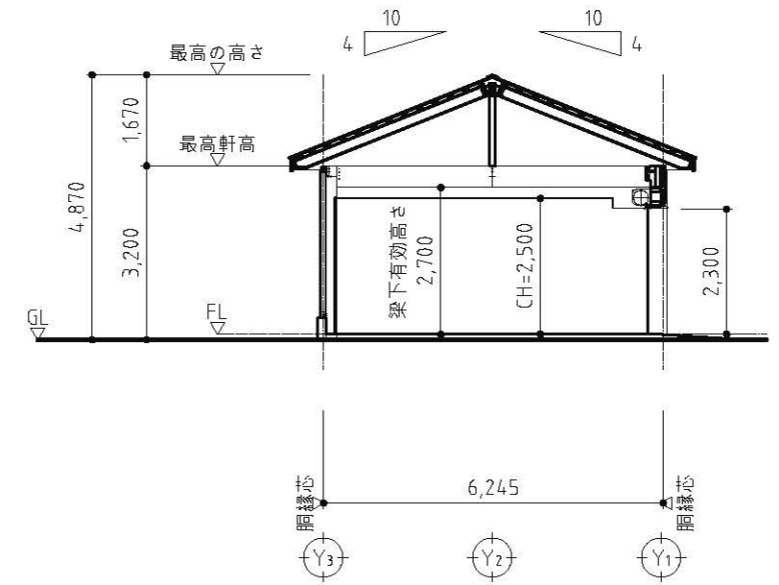 10
4
10
4
最高の高さ
最高軒高
1,670
4,870
3,200
梁下有効高さ
2,700
CH=2,500
2,300
GL
FL
6,245
胴縁芯
胴縁芯
Y3
Y2
Y1